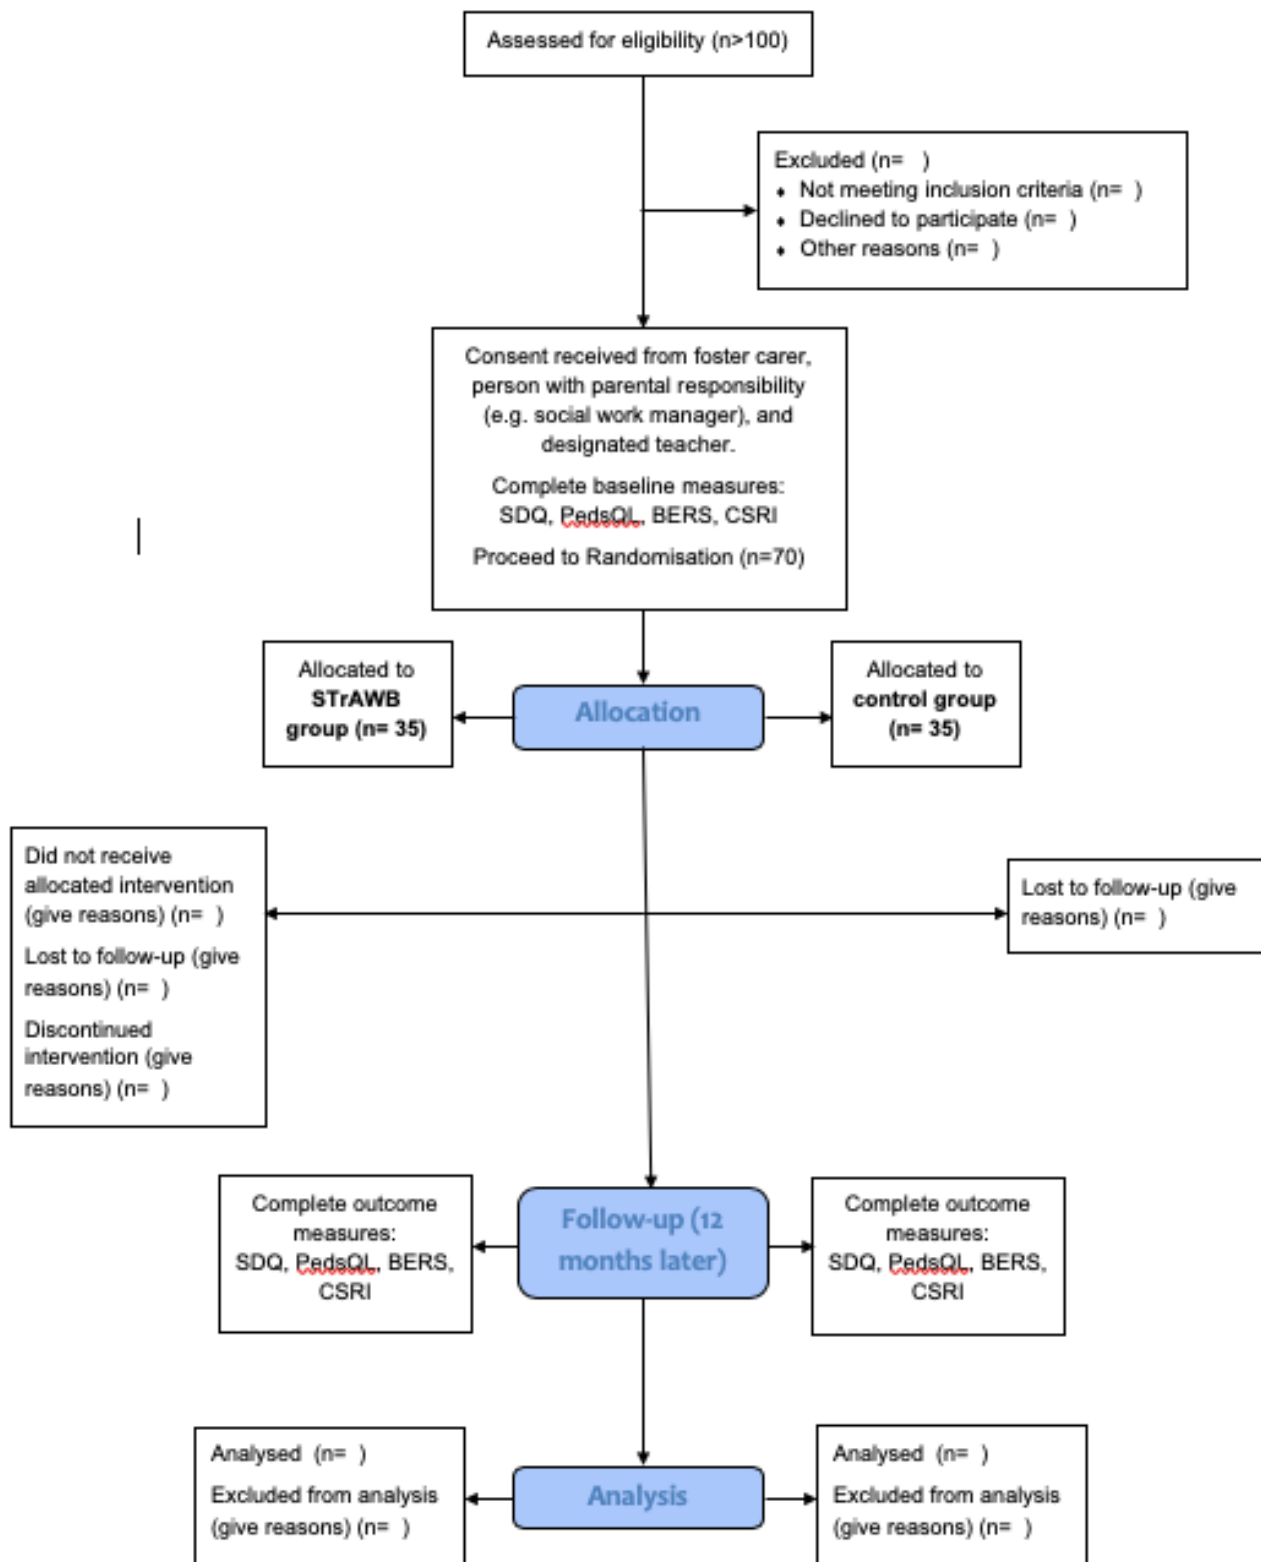 Assessed for eligibility (n>100)
Excluded (n=   )
♦ Not meeting inclusion criteria (n=  )
♦ Declined to participate (n=  )
♦ Other reasons (n=  )
Consent received from foster carer,
person with parental responsibility
(e.g. social work manager), and
designated teacher.
Complete baseline measures:
SDQ, PedsQL, BERS, CSRI
Proceed to Randomisation (n=70)
Allocated to
STrAWB
group (n= 35)
Allocation
Allocated to
control group
(n= 35)
Did not receive
allocated intervention
(give reasons) (n=  )
Lost to follow-up (give
reasons) (n=  )
Discontinued
intervention (give
reasons) (n=  )
Lost to follow-up (give
reasons) (n=  )
Complete outcome
measures:
SDQ, PedsQL, BERS,
CSRI
Follow-up (12
months later)
Complete outcome
measures:
SDQ, PedsQL, BERS,
CSRI
Analysed  (n=  )
Excluded from analysis
(give reasons) (n=  )
Analysis
Analysed  (n=  )
Excluded from analysis
(give reasons) (n=  )